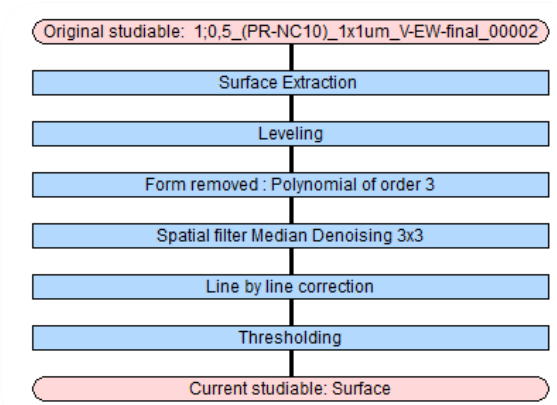 Original studiable: 1;0,5_(PR-NC10)_1x1um_V-EW-final_00002
Surface Extraction
Leveling
Form removed : Polynomial of order 3
Spatial filter Median Denoising 3x3
Line by line correction
Thresholding
Current studiable: Surface